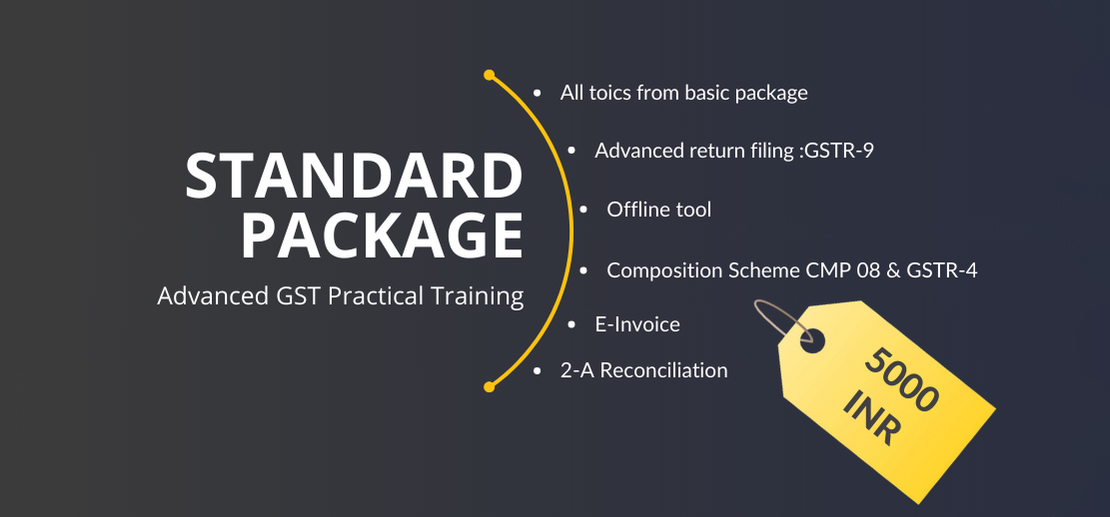 STANDARD
PACKAGE
Advanced GST Practical Training
• All toics from basic package
• Advanced return filing :GSTR-9
• Offline tool
• Composition Scheme CMP 08 & GSTR-4
• E-Invoice
• 2-A Reconciliation
5000
INR